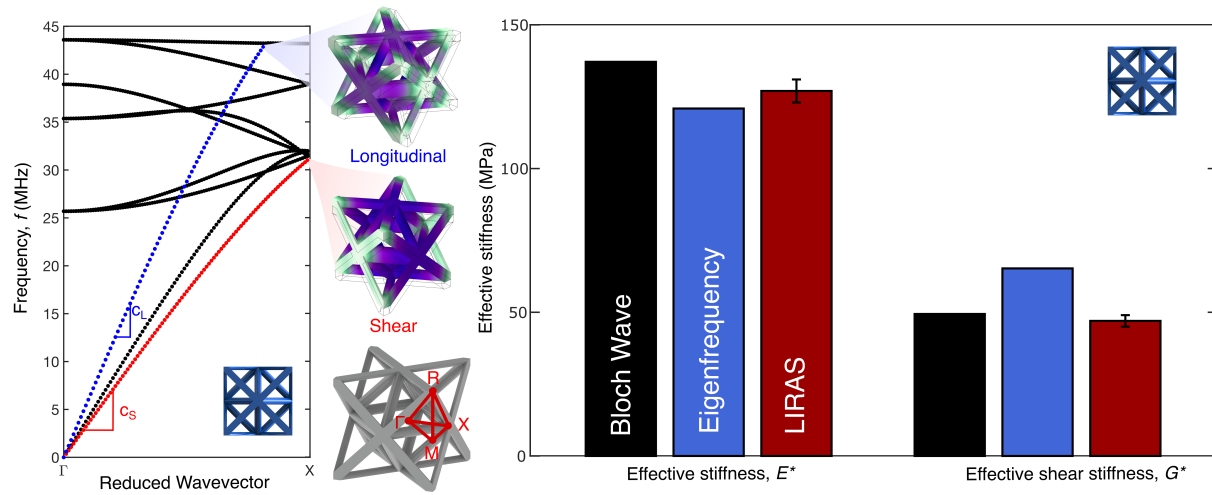 45
40
35
30
25
20
15
10
5
0
Frequency, f (MHz)
Γ
X
Reduced Wavevector
C_L
C_S
Longitudinal
Shear
R
Γ
X
M
150
100
50
0
Effective stiffness (MPa)
Bloch Wave
Eigenfrequency
LIRAS
Effective stiffness, E*
Effective shear stiffness, G*